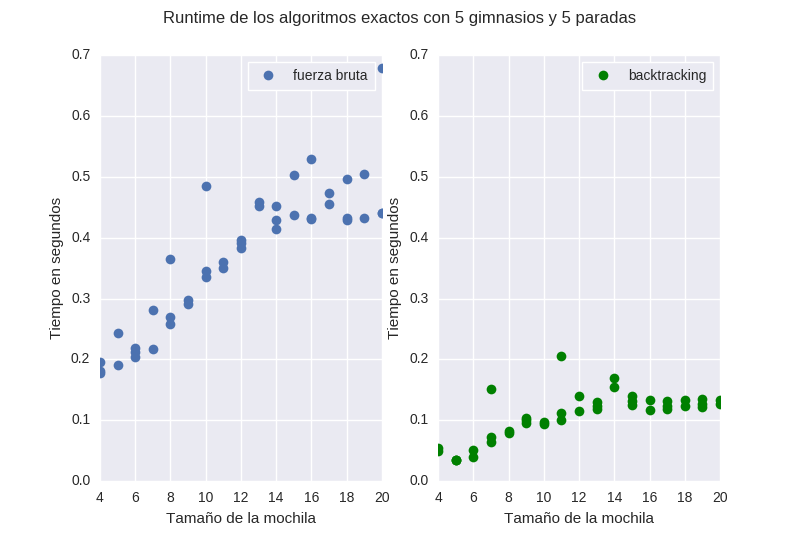 Runtime de los algoritmos exactos con 5 gimnasios y 5 paradas
0.7
0.6
0.5
0.4
0.3
0.2
0.1
0.0
Tiempo en segundos
fuerza bruta
4 6 8 10 12 14 16 18 20
Tamaño de la mochila
0.7
0.6
0.5
0.4
0.3
0.2
0.1
0.0
Tiempo en segundos
backtracking
4 6 8 10 12 14 16 18 20
Tamaño de la mochila